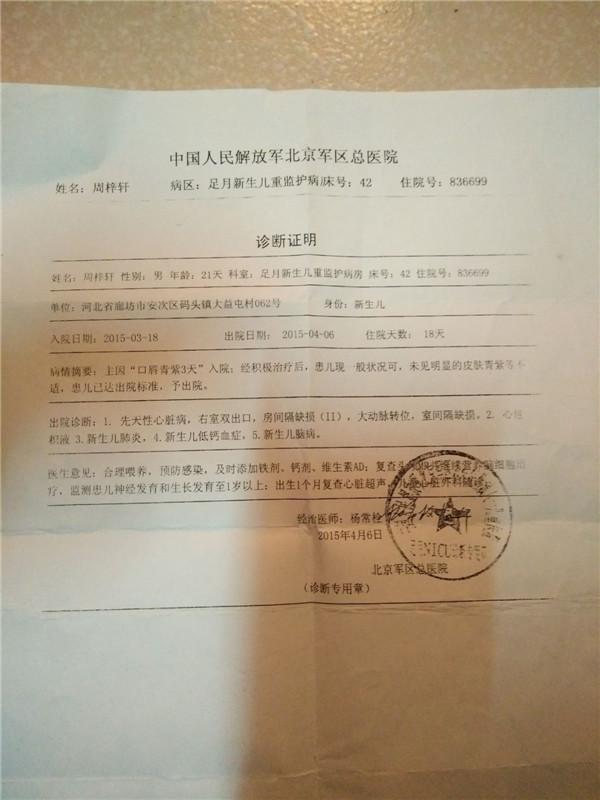 中国人民解放军北京军区总医院
姓名：周梓轩 病区：足月新生儿重监护病床号：42 住院号：836699
诊断证明
姓名：周梓轩 性别：男 年龄：21天 科室：足月新生儿重监护病房 床号：42 住院号：836699
单位：河北省廊坊市安次区码头镇大益屯村062号 身份：新生儿
入院日期：2015-03-18 出院日期：2015-04-06 住院天数：18天
病情摘要：主因“口唇青紫3天”入院；经积极治疗后，患儿现一般状况可，未见明显的皮肤青紫等不
适，患儿已达出院标准，予出院。
出院诊断：1. 先天性心脏病，右室双出口，房间隔缺损（II），大动脉转位，室间隔缺损。2. 心包
积液 3.新生儿肺炎，4.新生儿低钙血症，5.新生儿脑病。
医生意见：合理喂养，预防感染，及时添加铁剂、钙剂、维生素AD；复查头
疗，监测患儿神经发育和生长发育至1岁以上；出生1个月复查心脏超声，儿童心脏外科随诊
经治医师：杨常栓
2015年4月6日
NICU
北京军区总医院
（诊断专用章）